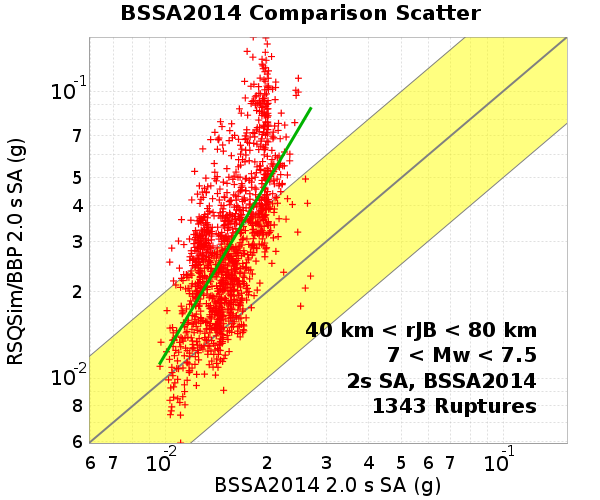 BSSA2014 Comparison Scatter
RSQSim/BBP 2.0 s SA (g)
10-1
7
5
4
3
2
10-2
8
6
40 km < rJB < 80 km
7 < Mw < 7.5
2s SA, BSSA2014
1343 Ruptures
6 7 10-2 2 3 4 5 6 7 10-1
BSSA2014 2.0 s SA (g)